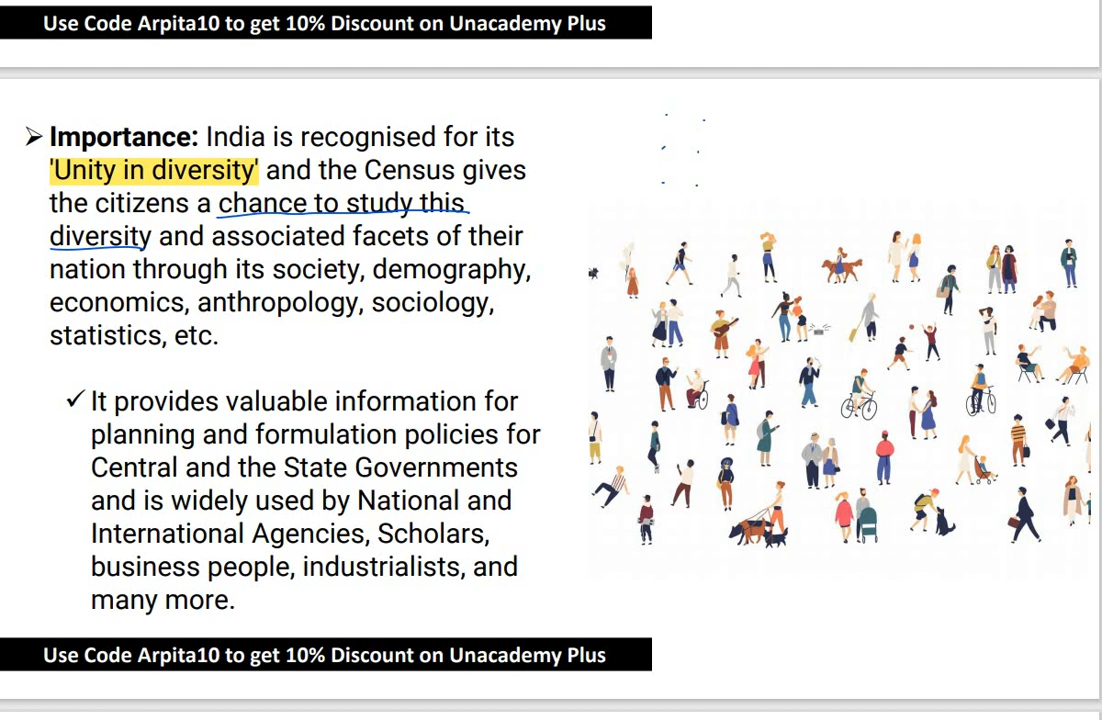 Use Code Arpita10 to get 10% Discount on Unacademy Plus
➢ Importance: India is recognised for its
'Unity in diversity' and the Census gives
the citizens a chance to study this
diversity and associated facets of their
nation through its society, demography,
economics, anthropology, sociology,
statistics, etc.
✓ It provides valuable information for
planning and formulation policies for
Central and the State Governments
and is widely used by National and
International Agencies, Scholars,
business people, industrialists, and
many more.
Use Code Arpita10 to get 10% Discount on Unacademy Plus